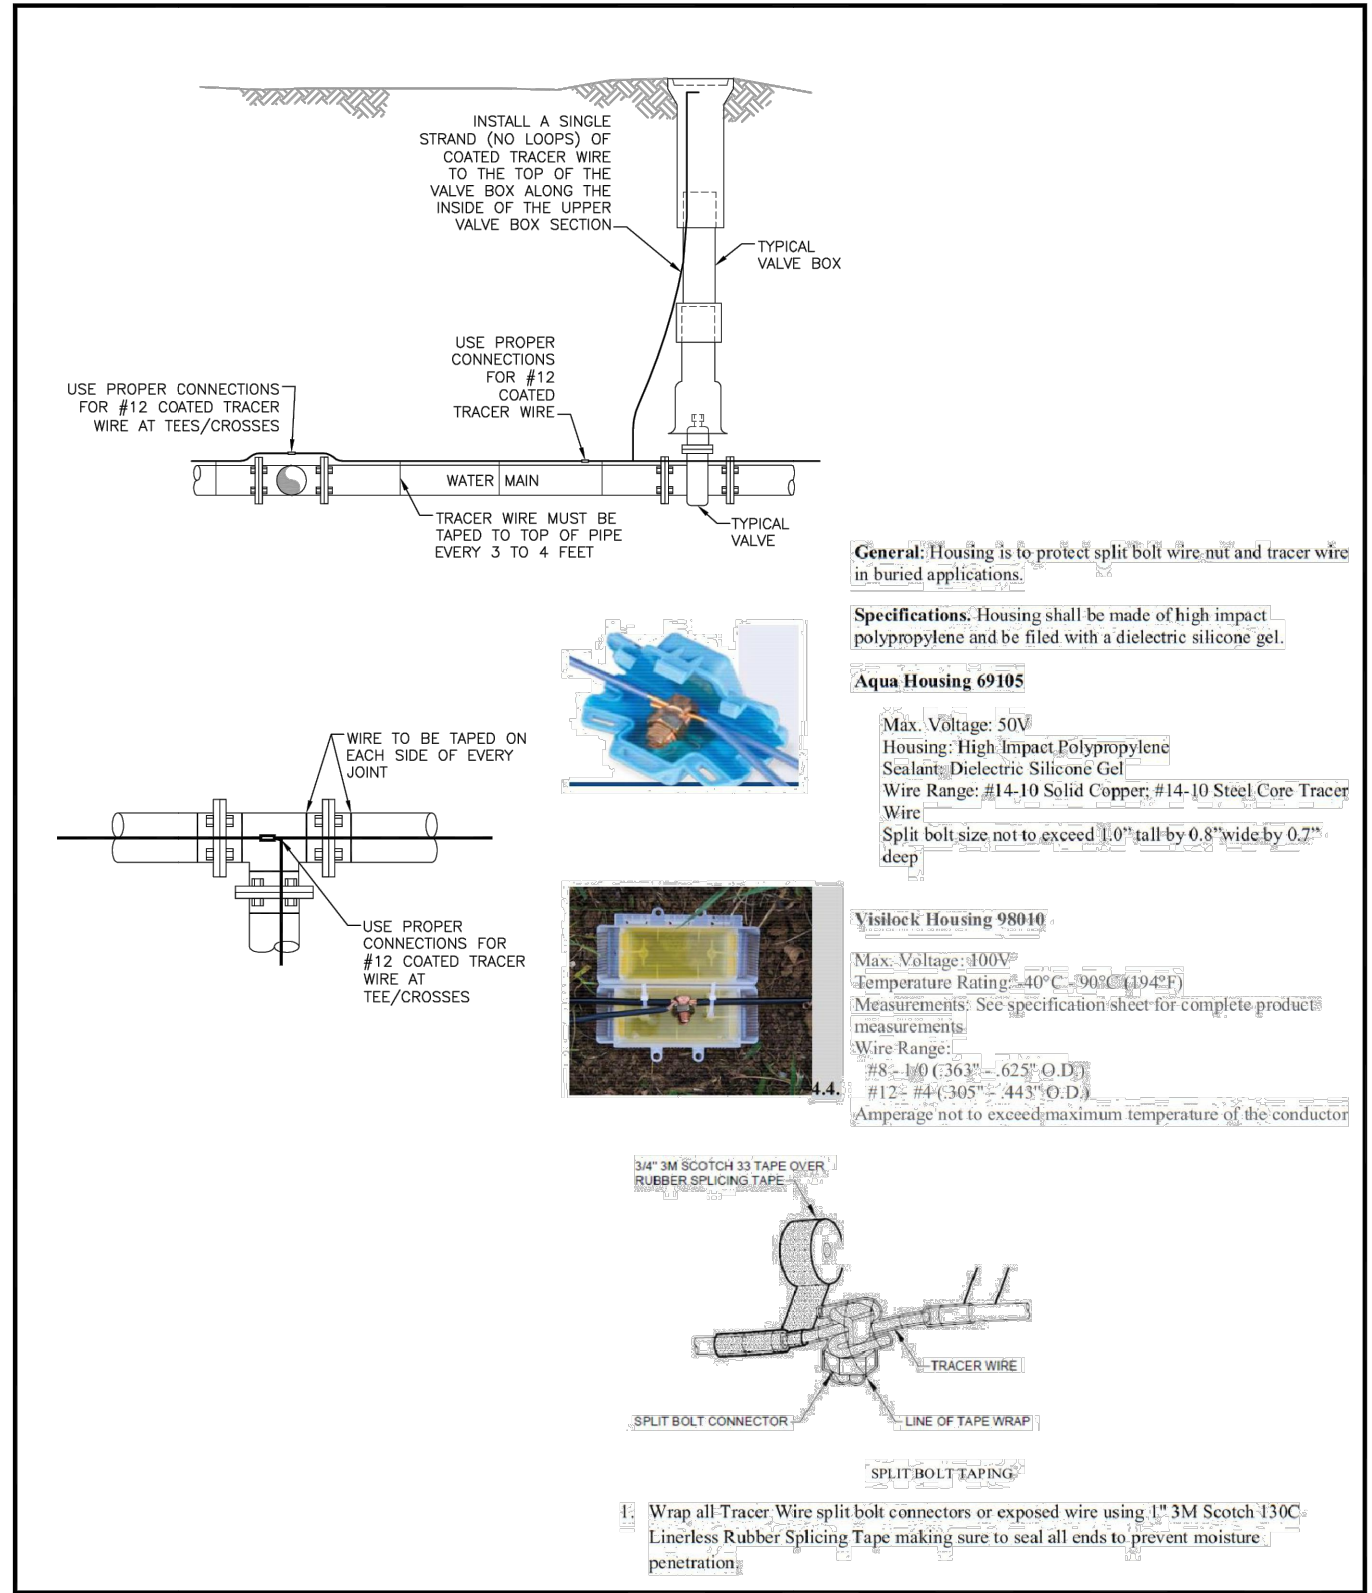 INSTALL A SINGLE
STRAND (NO LOOPS) OF
COATED TRACER WIRE
TO THE TOP OF THE
VALVE BOX ALONG THE
INSIDE OF THE UPPER
VALVE BOX SECTION
TYPICAL
VALVE BOX
USE PROPER
CONNECTIONS
FOR #12
COATED
TRACER WIRE
USE PROPER CONNECTIONS
FOR #12 COATED TRACER
WIRE AT TEES/CROSSES
WATER MAIN
TRACER WIRE MUST BE
TAPED TO TOP OF PIPE
EVERY 3 TO 4 FEET
TYPICAL
VALVE
General: Housing is to protect split bolt wire nut and tracer wire
in buried applications.
Specifications. Housing shall be made of high impact
polypropylene and be filed with a dielectric silicone gel.
Aqua Housing 69105
Max. Voltage: 50V
Housing: High Impact Polypropylene
Sealant: Dielectric Silicone Gel
Wire Range: #14-10 Solid Copper; #14-10 Steel Core Tracer
Wire
Split bolt size not to exceed 1.0” tall by 0.8”wide by 0.7”
deep
WIRE TO BE TAPED ON
EACH SIDE OF EVERY
JOINT
USE PROPER
CONNECTIONS FOR
#12 COATED TRACER
WIRE AT
TEE/CROSSES
Visilock Housing 98010
Max. Voltage: 100V
Temperature Rating: -40°C - 90°C (194°F)
Measurements: See specification sheet for complete product
measurements
Wire Range:
#8 - 1/0 (.363" - .625" O.D.)
4.4. #12 - #4 (.305" - .443" O.D.)
Amperage not to exceed maximum temperature of the conductor
3/4" 3M SCOTCH 33 TAPE OVER
RUBBER SPLICING TAPE
TRACER WIRE
SPLIT BOLT CONNECTOR
LINE OF TAPE WRAP
SPLIT BOLT TAPING
1. Wrap all Tracer Wire split bolt connectors or exposed wire using 1" 3M Scotch 130C
Linerless Rubber Splicing Tape making sure to seal all ends to prevent moisture
penetration.